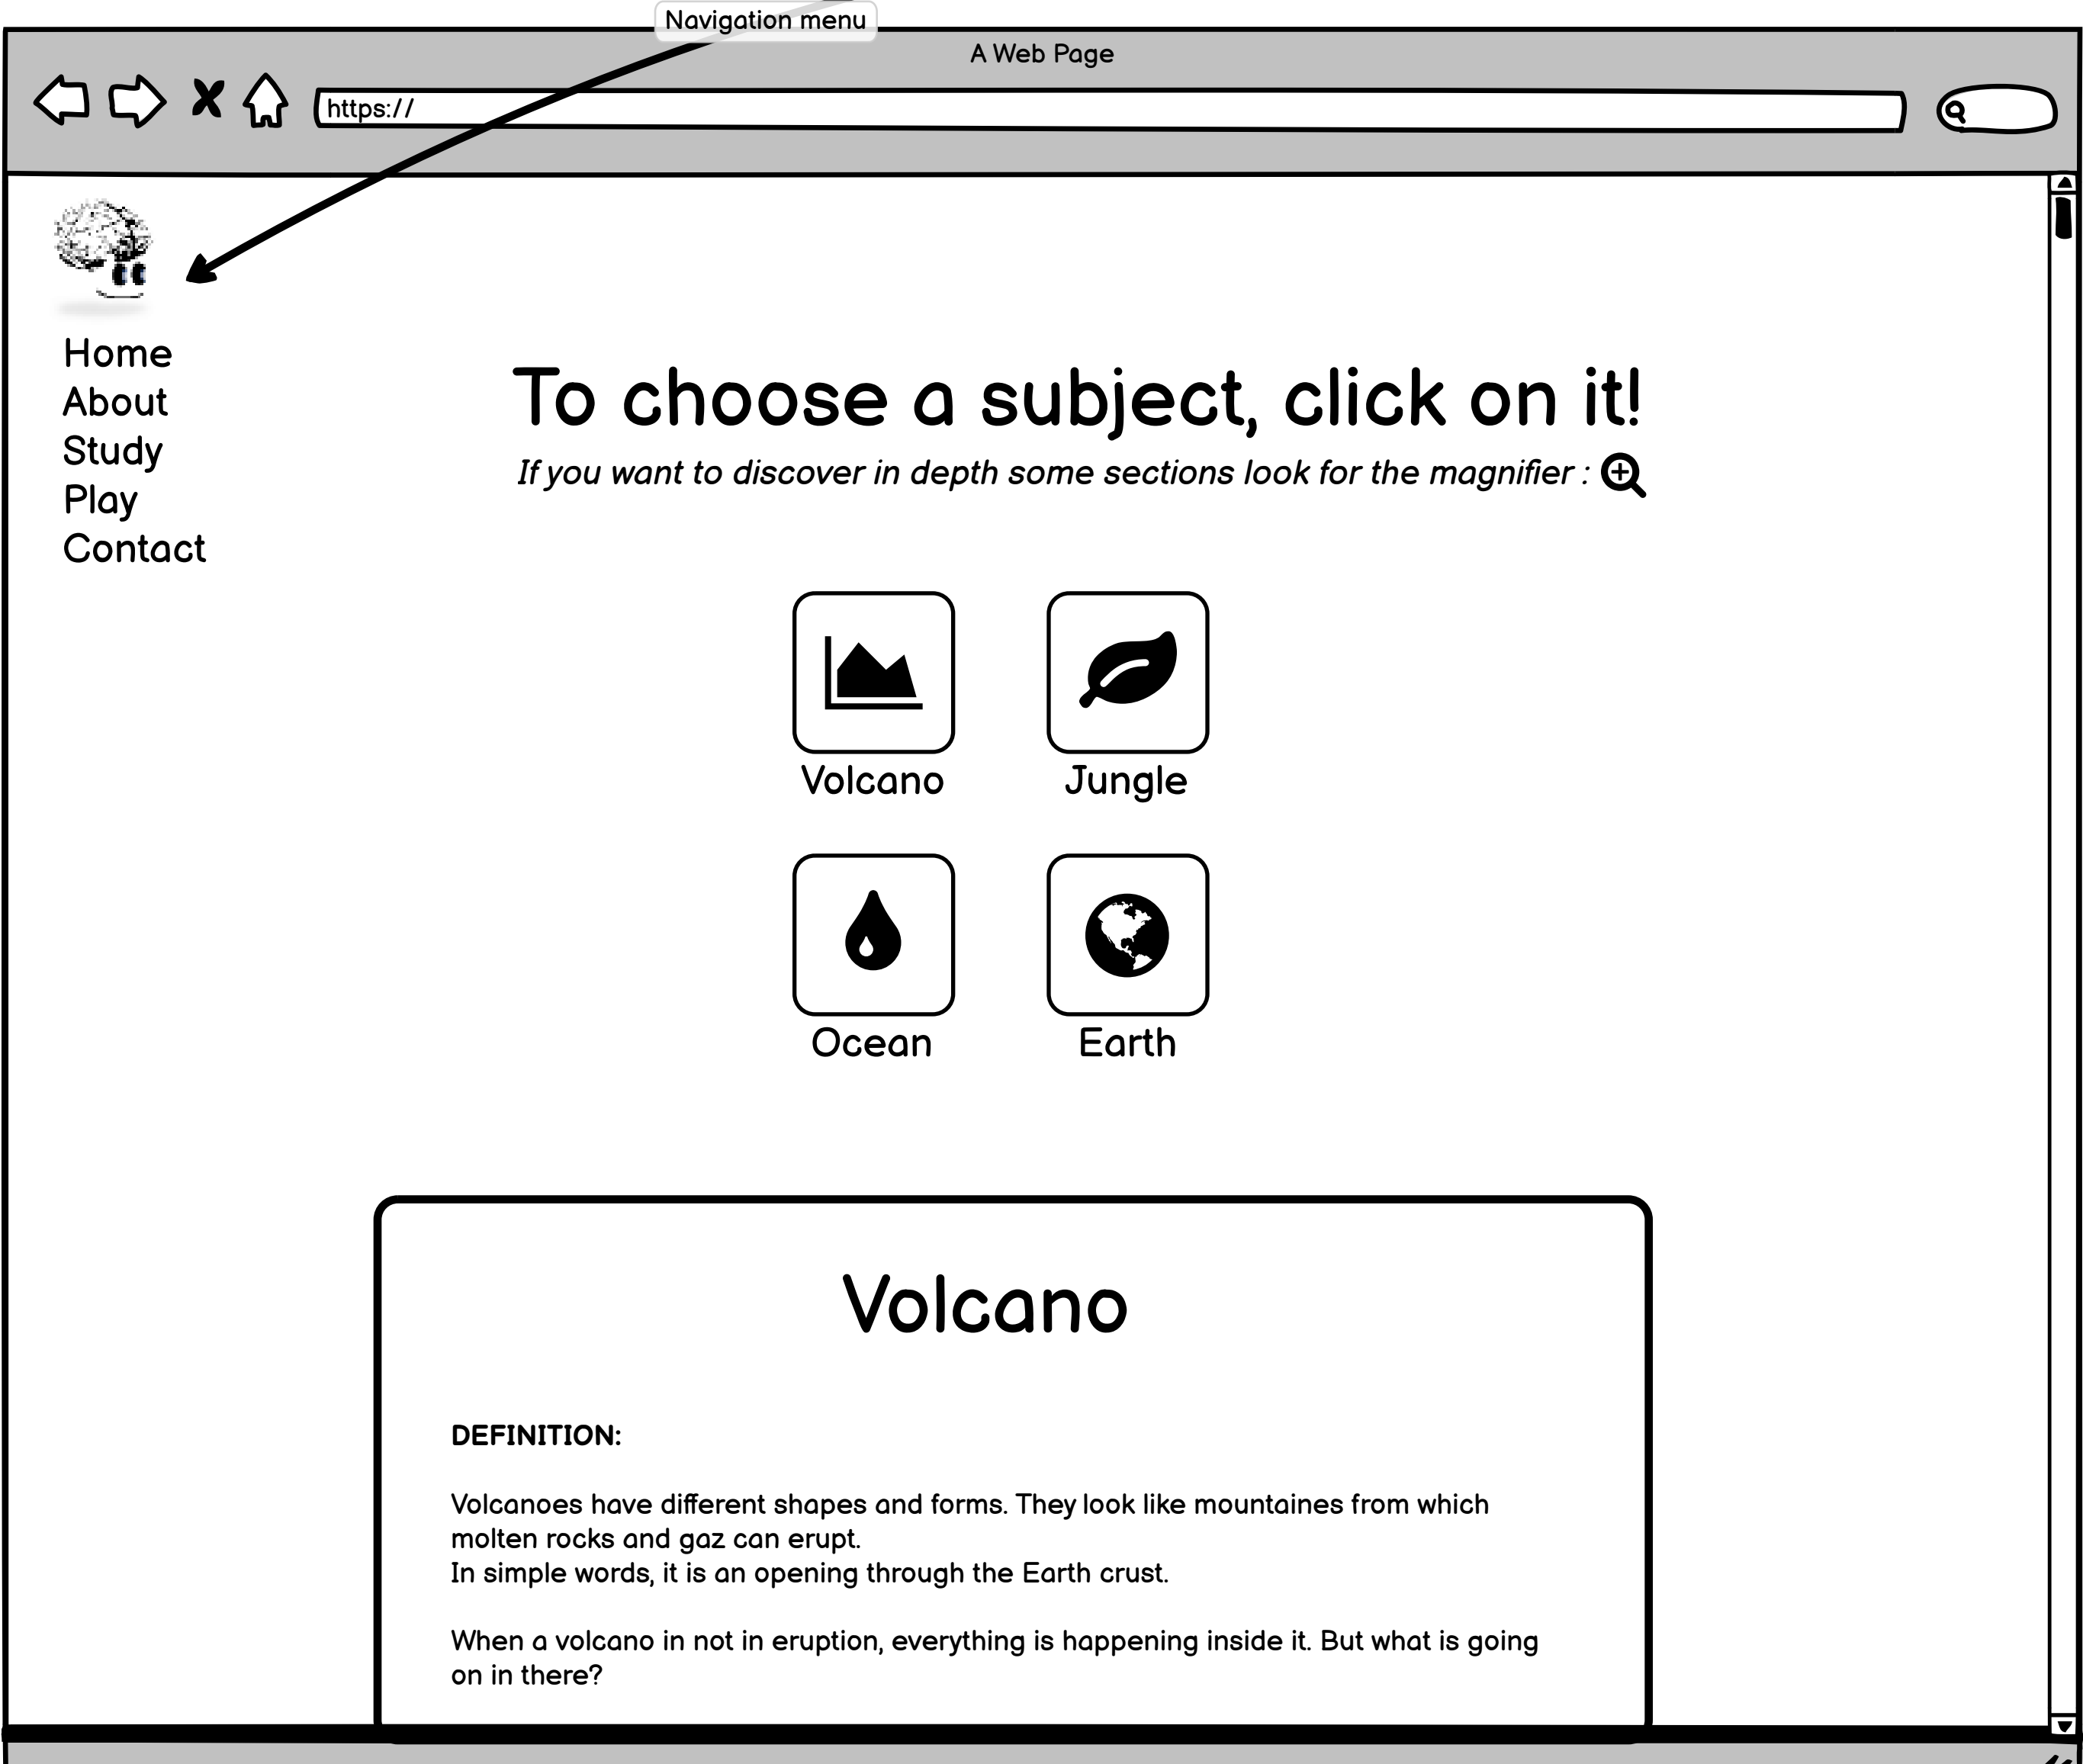 Navigation menu
A Web Page
https://
Home
About
Study
Play
Contact
To choose a subject, click on it!
If you want to discover in depth some sections look for the magnifier :
Volcano
Jungle
Ocean
Earth
Volcano
DEFINITION:
Volcanoes have different shapes and forms. They look like mountaines from which
molten rocks and gaz can erupt.
In simple words, it is an opening through the Earth crust.
When a volcano in not in eruption, everything is happening inside it. But what is going
on in there?